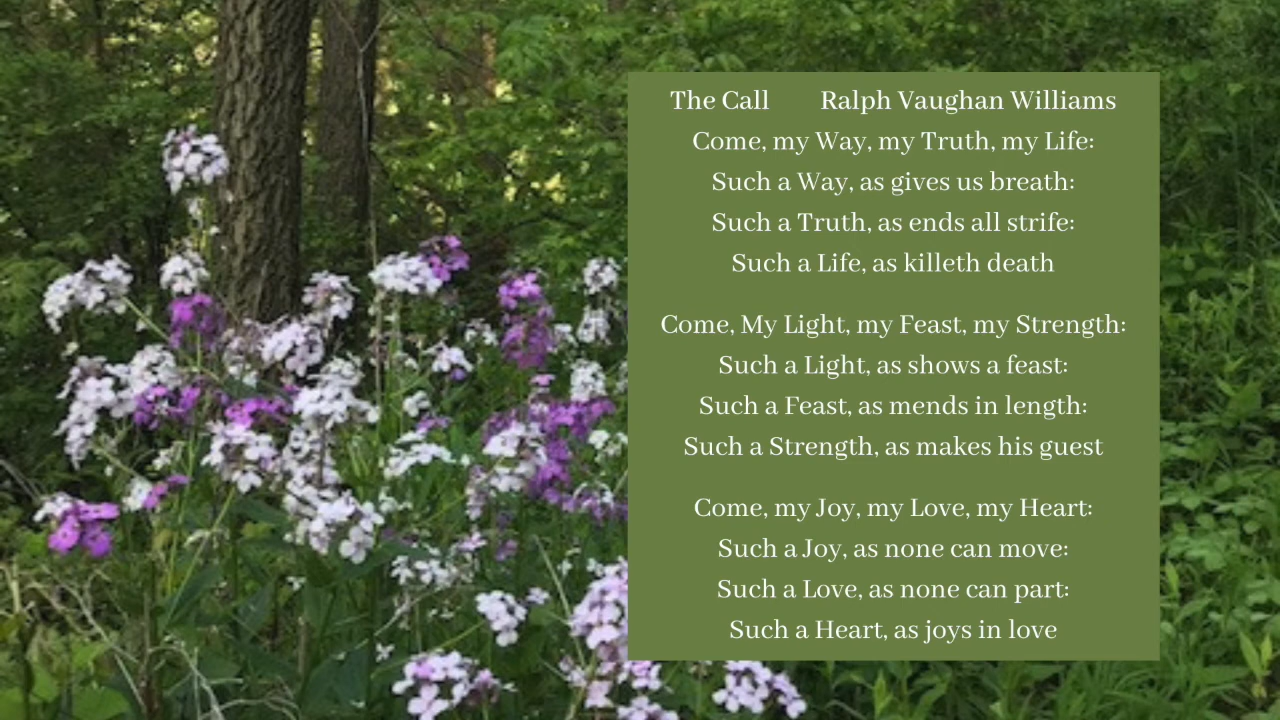 The Call Ralph Vaughan Williams
Come, my Way, my Truth, my Life:
Such a Way, as gives us breath:
Such a Truth, as ends all strife:
Such a Life, as killeth death
Come, My Light, my Feast, my Strength:
Such a Light, as shows a feast:
Such a Feast, as mends in length:
Such a Strength, as makes his guest
Come, my Joy, my Love, my Heart:
Such a Joy, as none can move:
Such a Love, as none can part:
Such a Heart, as joys in love